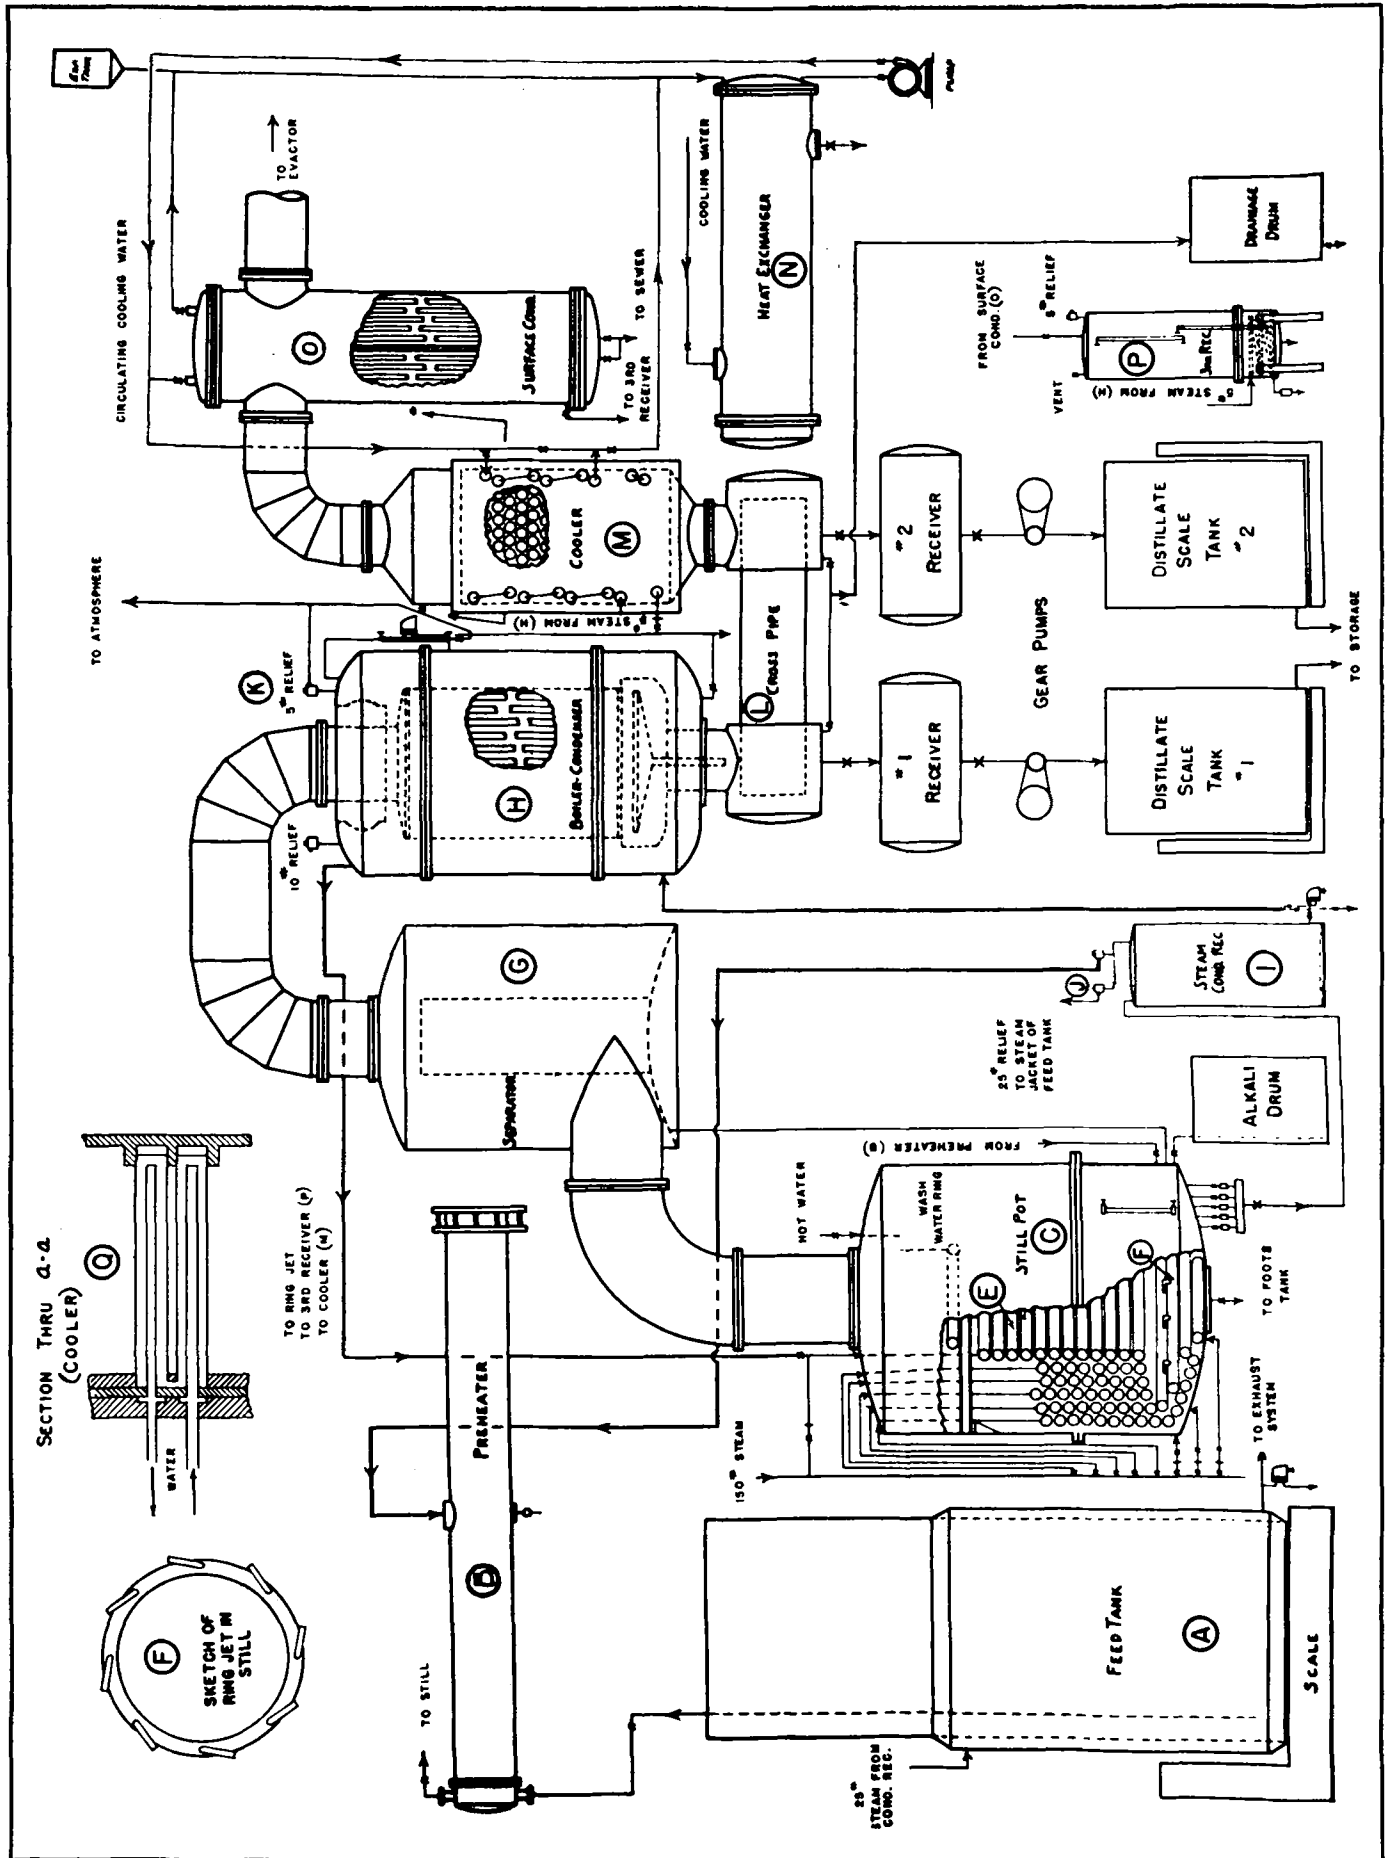 F
SKETCH OF
RING JET IN
STILL
SECTION THRU a-a
(COOLER)
Q
WATER
TO STILL
B
PREHEATER
TO RING JET
TO 3RD RECEIVER (P)
TO COOLER (M)
SEPARATOR
G
10# RELIEF
5# RELIEF
K
TO ATMOSPHERE
BOILER-CONDENSER
H
STEAM FROM (H)
COOLER
M
CIRCULATING COOLING WATER
O
SURFACE COND.
TO EVACTOR
TO 3RD
RECEIVER
TO SEWER
COOLING WATER
HEAT EXCHANGER
N
PUMP
L
CROSS PIPE
25#
STEAM FROM
COND. REC.
FEED TANK
A
SCALE
150# STEAM
HOT WATER
WASH
WATER RING
STILL POT
C
E
F
FROM PREHEATER (B)
TO EXHAUST
SYSTEM
TO FOOTS
TANK
ALKALI
DRUM
25# RELIEF
TO STEAM
JACKET OF
FEED TANK
J
STEAM
COND. REC
I
#1
RECEIVER
#2
RECEIVER
GEAR PUMPS
DISTILLATE
SCALE
TANK
#1
DISTILLATE
SCALE
TANK
#2
TO STORAGE
VENT
FROM SURFACE
COND. (O)
5# RELIEF
P
3RD REC.
5# STEAM FROM (H)
DRAINAGE
DRUM